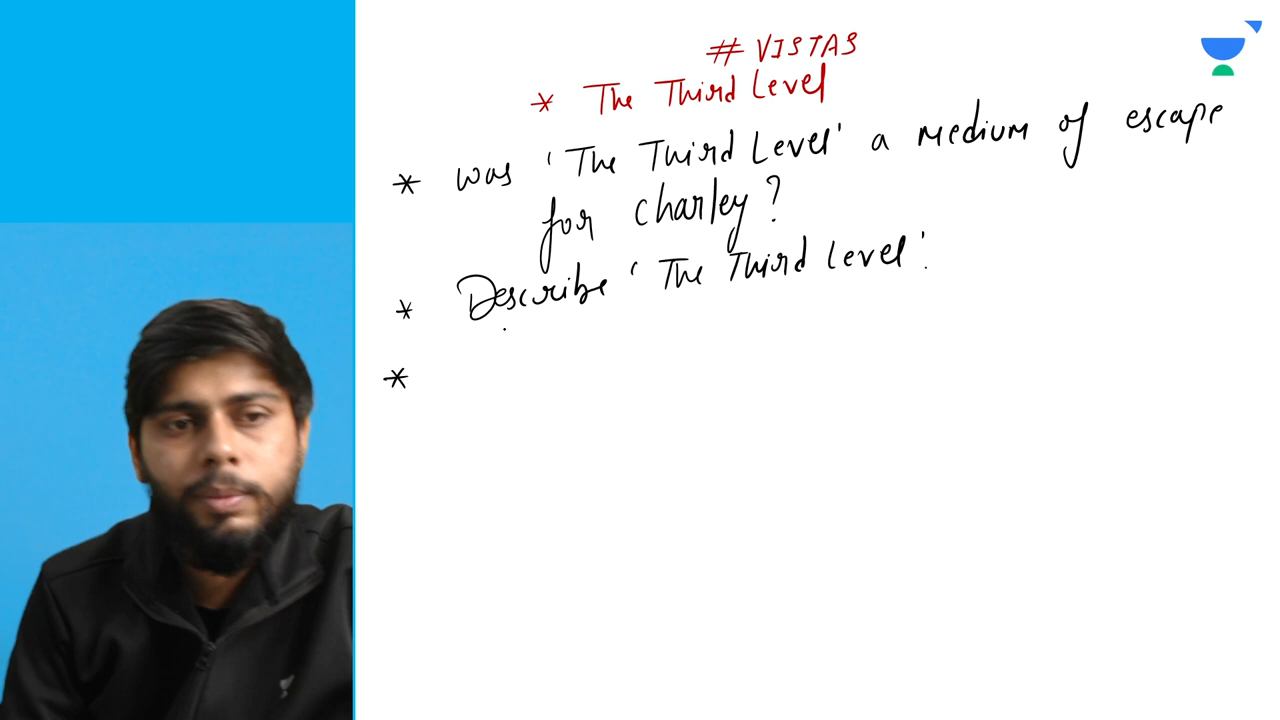 # VISTAS
* The Third Level
* was 'The Third Level' a medium of escape
for charley?
* Describe 'The Third Level'.
*